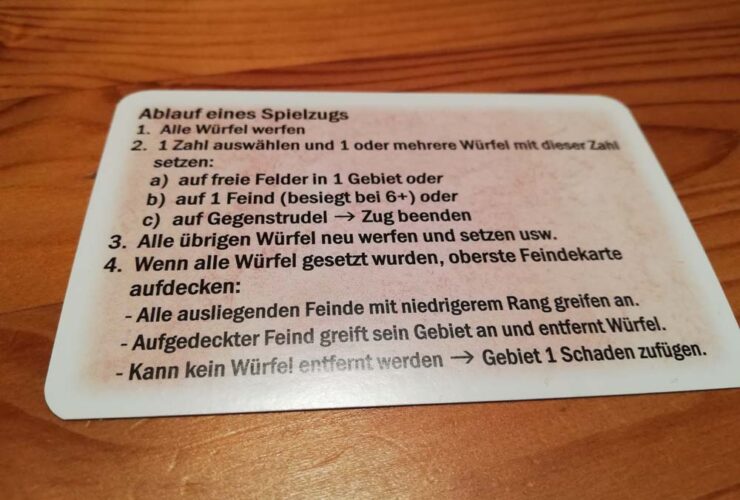 Ablauf eines Spielzugs
1. Alle Würfel werfen
2. 1 Zahl auswählen und 1 oder mehrere Würfel mit dieser Zahl
setzen:
a) auf freie Felder in 1 Gebiet oder
b) auf 1 Feind (besiegt bei 6+) oder
c) auf Gegenstrudel → Zug beenden
3. Alle übrigen Würfel neu werfen und setzen usw.
4. Wenn alle Würfel gesetzt wurden, oberste Feindekarte
aufdecken:
- Alle ausliegenden Feinde mit niedrigerem Rang greifen an.
- Aufgedeckter Feind greift sein Gebiet an und entfernt Würfel.
- Kann kein Würfel entfernt werden → Gebiet 1 Schaden zufügen.